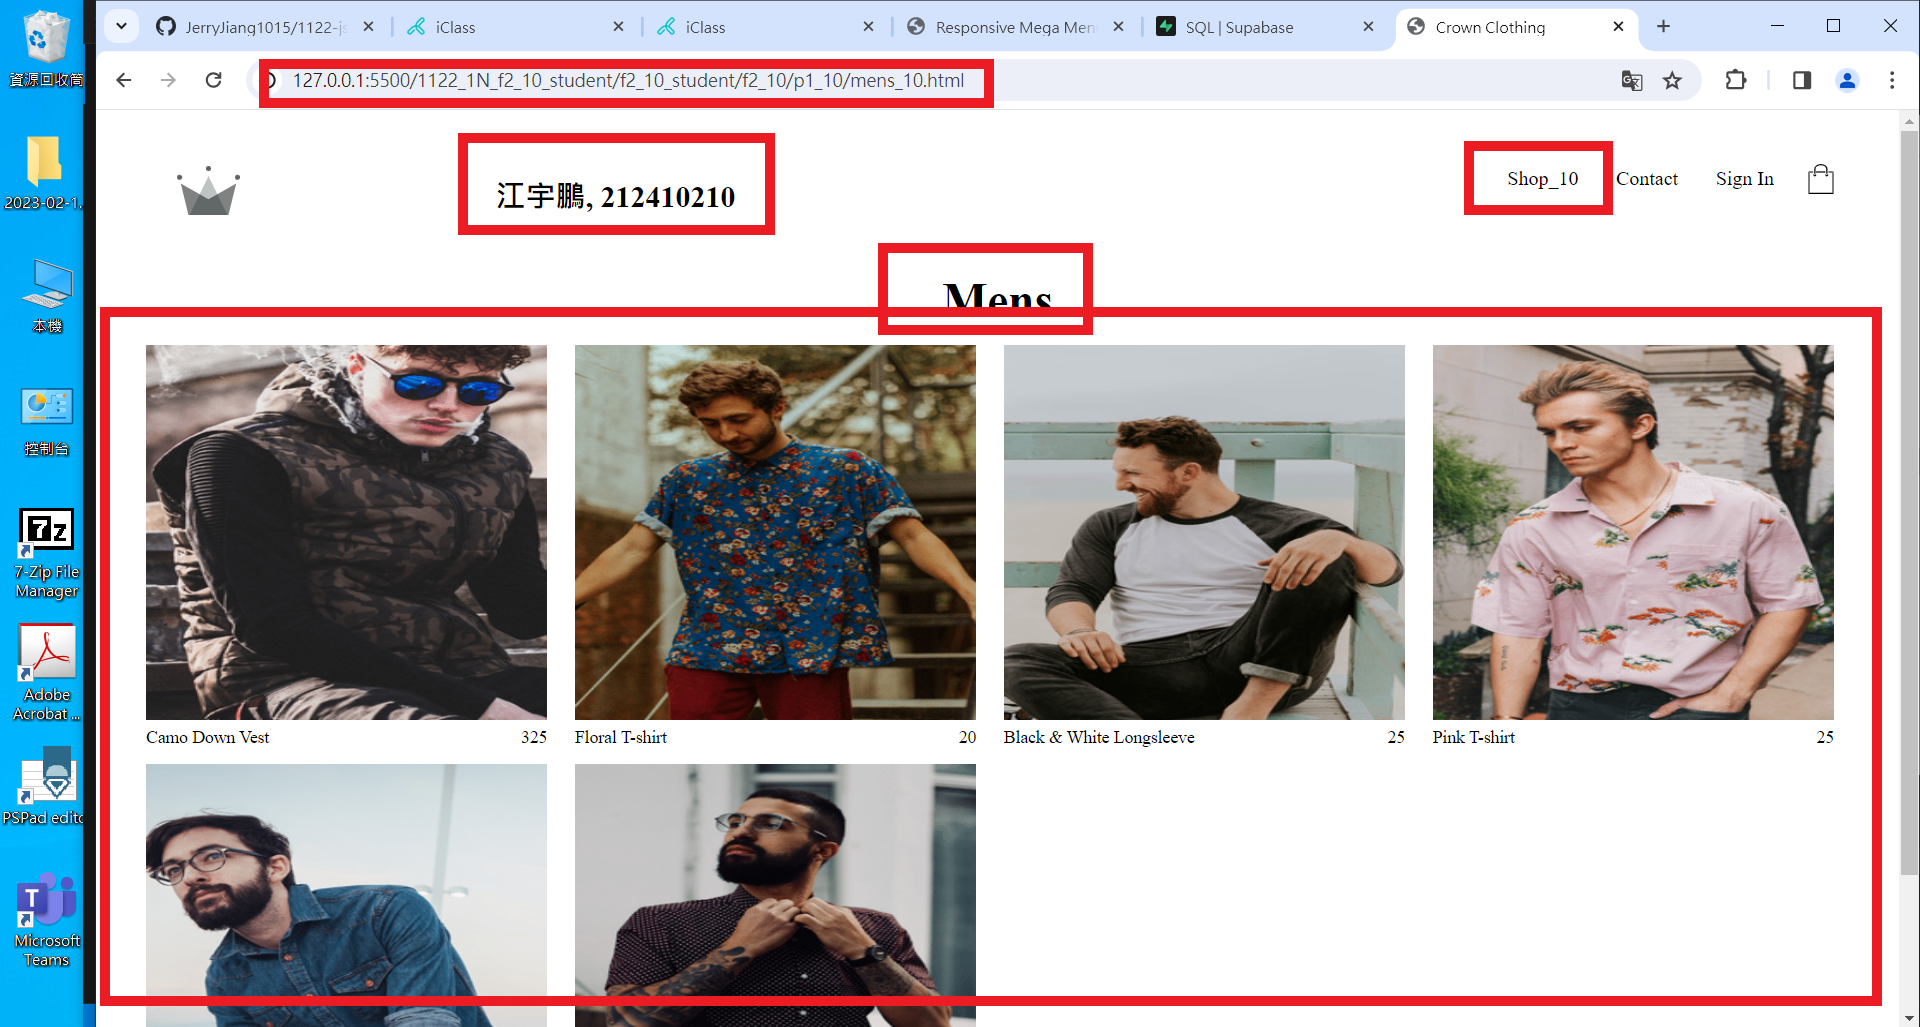 JerryJiang1015/1122-js
iClass
iClass
Responsive Mega Men
SQL | Supabase
Crown Clothing
127.0.0.1:5500/1122_1N_f2_10_student/f2_10_student/f2_10/p1_10/mens_10.html
資源回收筒
2023-02-1...
本機
控制台
7-Zip File
Manager
Adobe
Acrobat ...
PSPad edito
Microsoft
Teams
江宇鵬, 212410210
Shop_10
Contact
Sign In
Mens
Camo Down Vest 325
Floral T-shirt 20
Black & White Longsleeve 25
Pink T-shirt 25